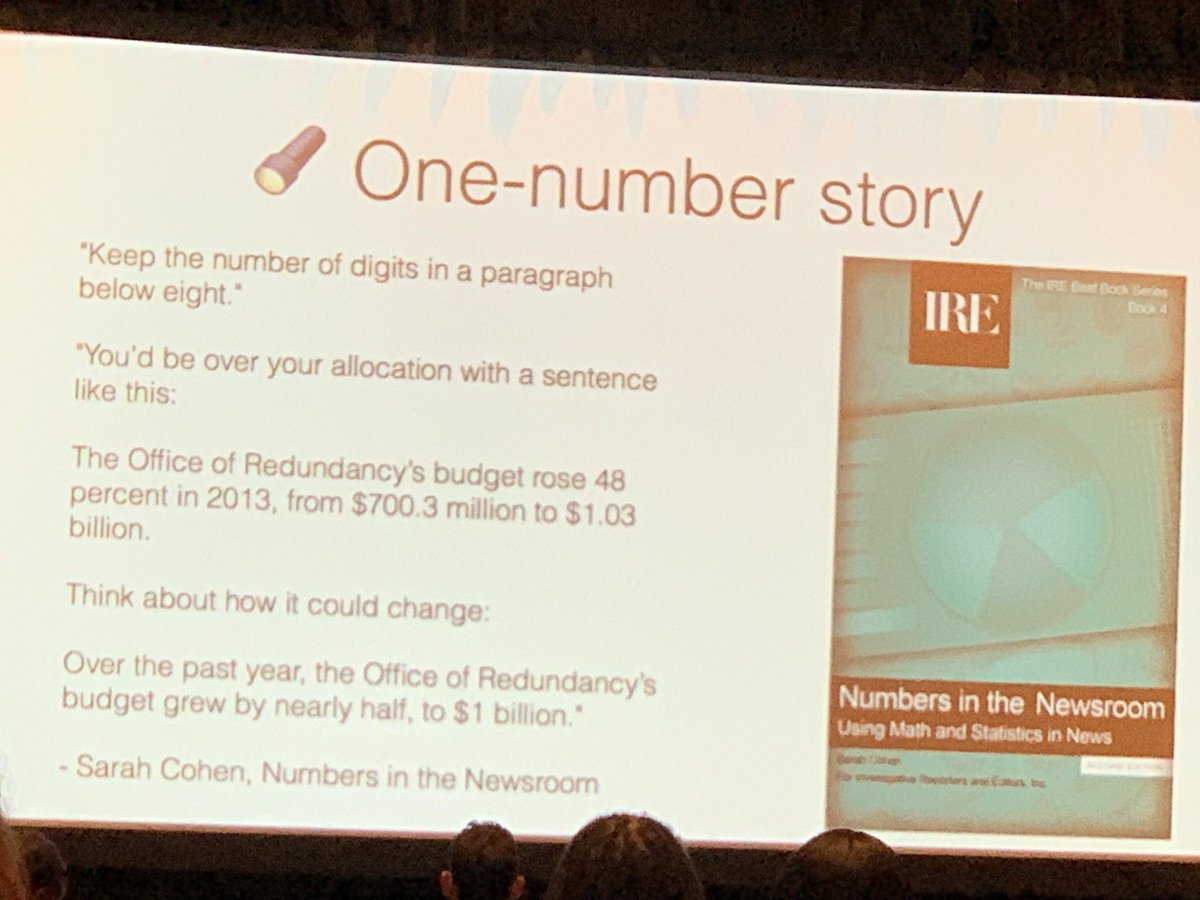 One-number story
"Keep the number of digits in a paragraph
below eight."
"You'd be over your allocation with a sentence
like this:
The Office of Redundancy's budget rose 48
percent in 2013, from $700.3 million to $1.03
billion.
Think about how it could change:
Over the past year, the Office of Redundancy's
budget grew by nearly half, to $1 billion."
- Sarah Cohen, Numbers in the Newsroom
IRE
The IRE Beat Book Series
Book 4
Numbers in the Newsroom
Using Math and Statistics in News
Sarah Cohen
For Investigative Reporters and Editors, Inc.
SECOND EDITION